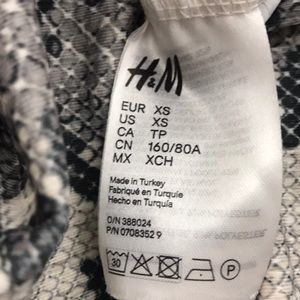 H&M
EUR XS
US XS
CA TP
CN 160/80A
MX XCH
Made in Turkey
Fabriqué en Turquie
Hecho en Turquía
O/N 388024
P/N 0708352 9
30
P